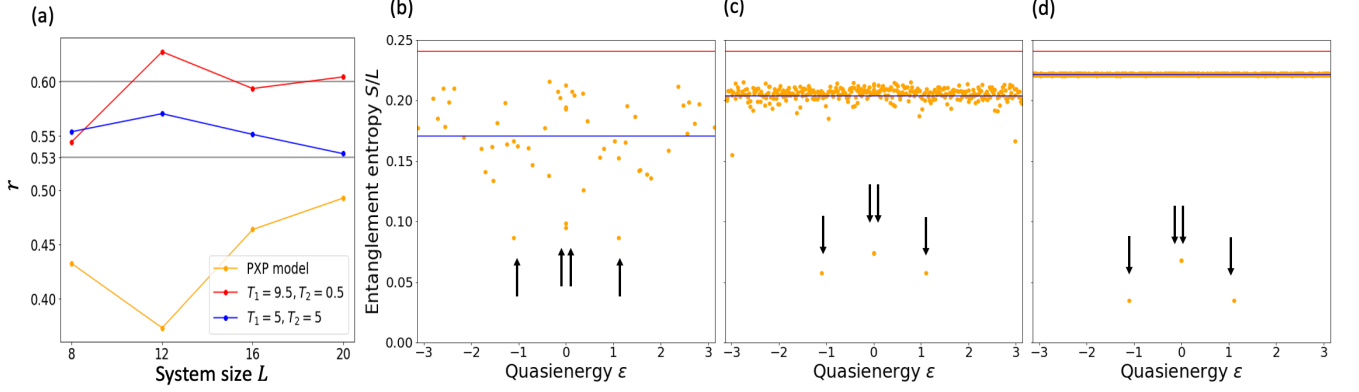 (a)
(b)
(c)
(d)
r
0.60
0.55
0.53
0.50
0.45
0.40
PXP model
T₁ = 9.5, T₂ = 0.5
T₁ = 5, T₂ = 5
8 12 16 20
System size L
Entanglement entropy S/L
0.25
0.20
0.15
0.10
0.05
0.00
−3 −2 −1 0 1 2 3
Quasienergy ε
−3 −2 −1 0 1 2 3
Quasienergy ε
−3 −2 −1 0 1 2 3
Quasienergy ε